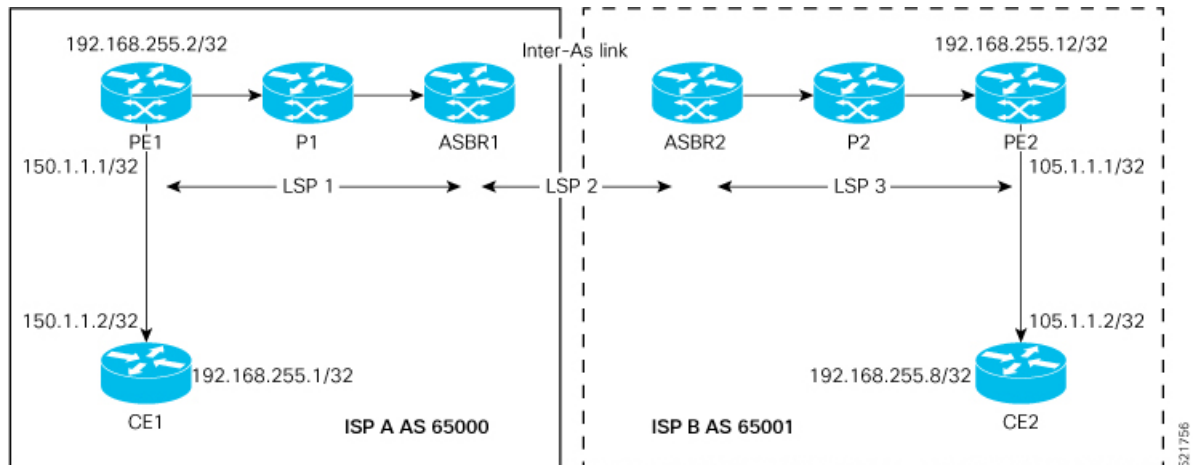 192.168.255.2/32
Inter-As link
192.168.255.12/32
PE1
P1
ASBR1
ASBR2
P2
PE2
150.1.1.1/32
105.1.1.1/32
LSP 1
LSP 2
LSP 3
150.1.1.2/32
105.1.1.2/32
192.168.255.1/32
192.168.255.8/32
CE1
ISP A AS 65000
ISP B AS 65001
CE2
521756